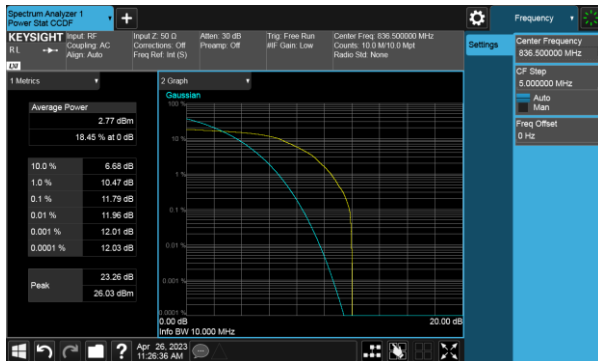 Spectrum Analyzer 1
Power Stat CCDF
+
Frequency
KEYSIGHT
Input: RF
Input Z: 50 Ω
Atten: 30 dB
Trig: Free Run
Center Freq: 836.500000 MHz
RL
Coupling: AC
Corrections: Off
Preamp: Off
#IF Gain: Low
Counts: 10.0 M/10.0 Mpt
Align: Auto
Freq Ref: Int (S)
Radio Std: None
Settings
Center Frequency
836.500000 MHz
CF Step
5.000000 MHz
Auto
Man
Freq Offset
0 Hz
1 Metrics
Average Power
2.77 dBm
18.45 % at 0 dB
10.0 % 6.68 dB
1.0 % 10.47 dB
0.1 % 11.79 dB
0.01 % 11.96 dB
0.001 % 12.01 dB
0.0001 % 12.03 dB
Peak
23.26 dB
26.03 dBm
2 Graph
Gaussian
100 %
10 %
1 %
0.1 %
0.01 %
0.001 %
0.0001 %
0.00 dB
20.00 dB
Info BW 10.000 MHz
?
Apr 26, 2023
11:26:36 AM